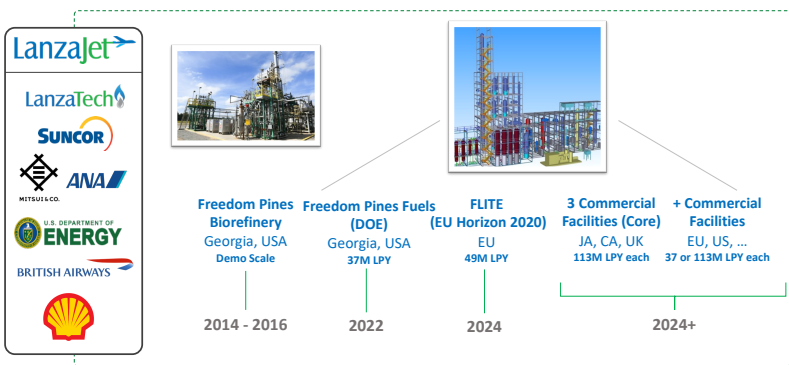 LanzaJet
LanzaTech
SUNCOR
MITSUI & CO.
ANA
U.S. DEPARTMENT OF
ENERGY
BRITISH AIRWAYS
Freedom Pines
Biorefinery
Georgia, USA
Demo Scale
2014 - 2016
Freedom Pines Fuels
(DOE)
Georgia, USA
37M LPY
2022
FLITE
(EU Horizon 2020)
EU
49M LPY
2024
3 Commercial
Facilities (Core)
JA, CA, UK
113M LPY each
+ Commercial
Facilities
EU, US, ...
37 or 113M LPY each
2024+